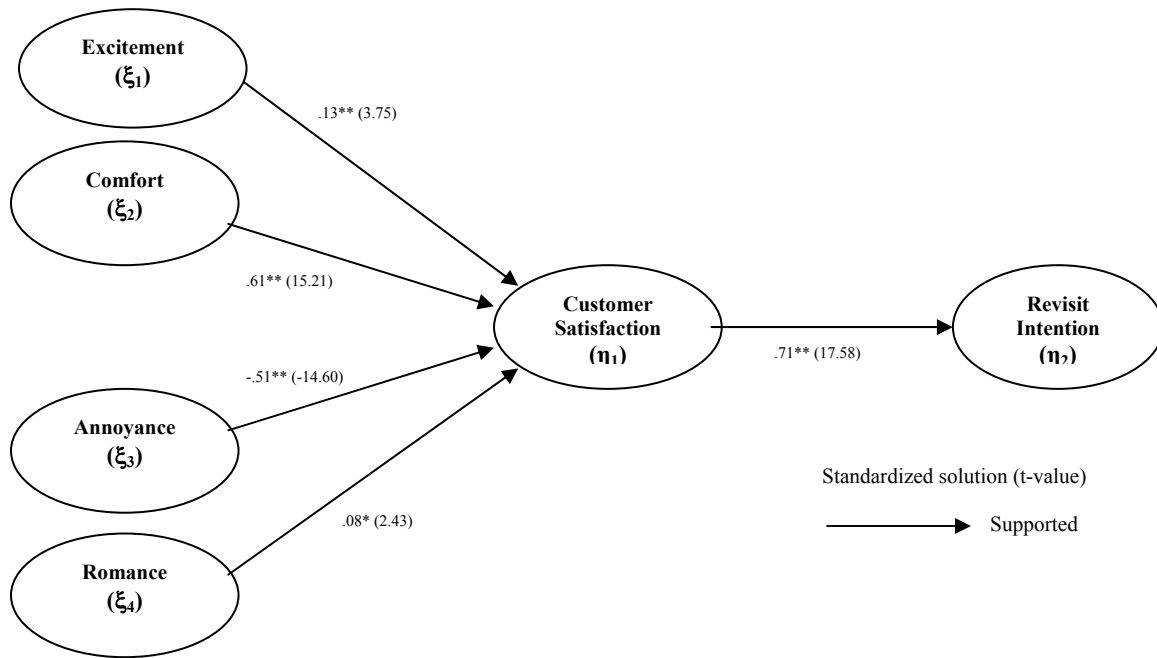 Excitement
(ξ1)
.13** (3.75)
Comfort
(ξ2)
.61** (15.21)
Customer
Satisfaction
(η1)
.71** (17.58)
Revisit
Intention
(η2)
-.51** (-14.60)
Annoyance
(ξ3)
.08* (2.43)
Romance
(ξ4)
Standardized solution (t-value)
Supported